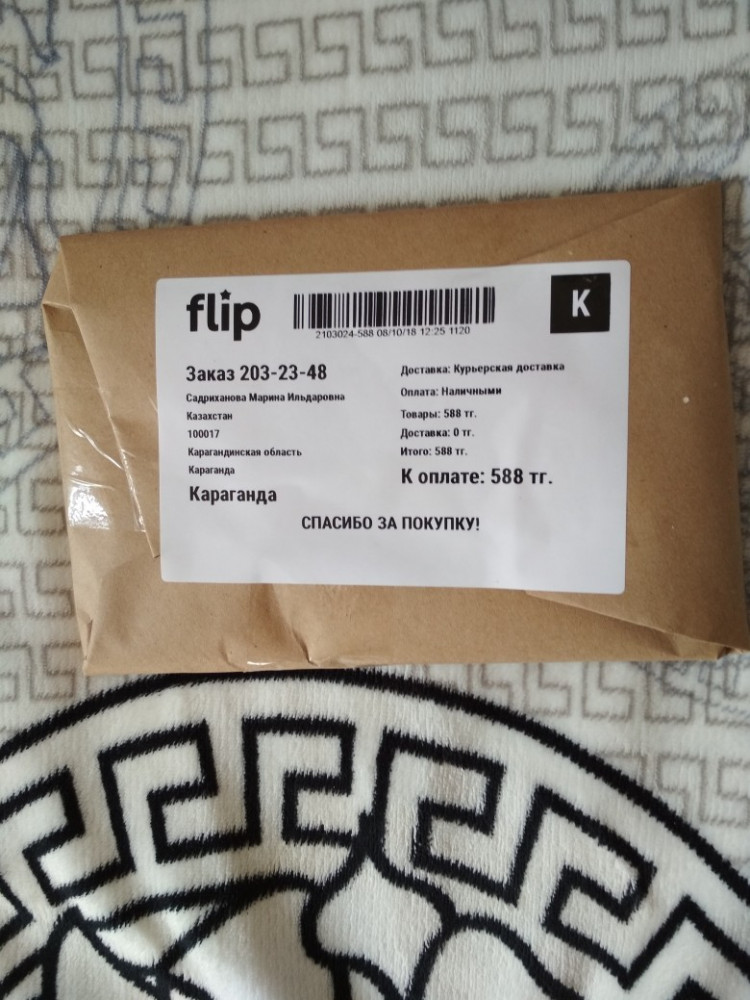 flip
2103024-588 08/10/18 12:25 1120
K
Заказ 203-23-48
Садриханова Марина Ильдаровна
Казахстан
100017
Карагандинская область
Караганда
Караганда
Доставка: Курьерская доставка
Оплата: Наличными
Товары: 588 тг.
Доставка: 0 тг.
Итого: 588 тг.
К оплате: 588 тг.
СПАСИБО ЗА ПОКУПКУ!